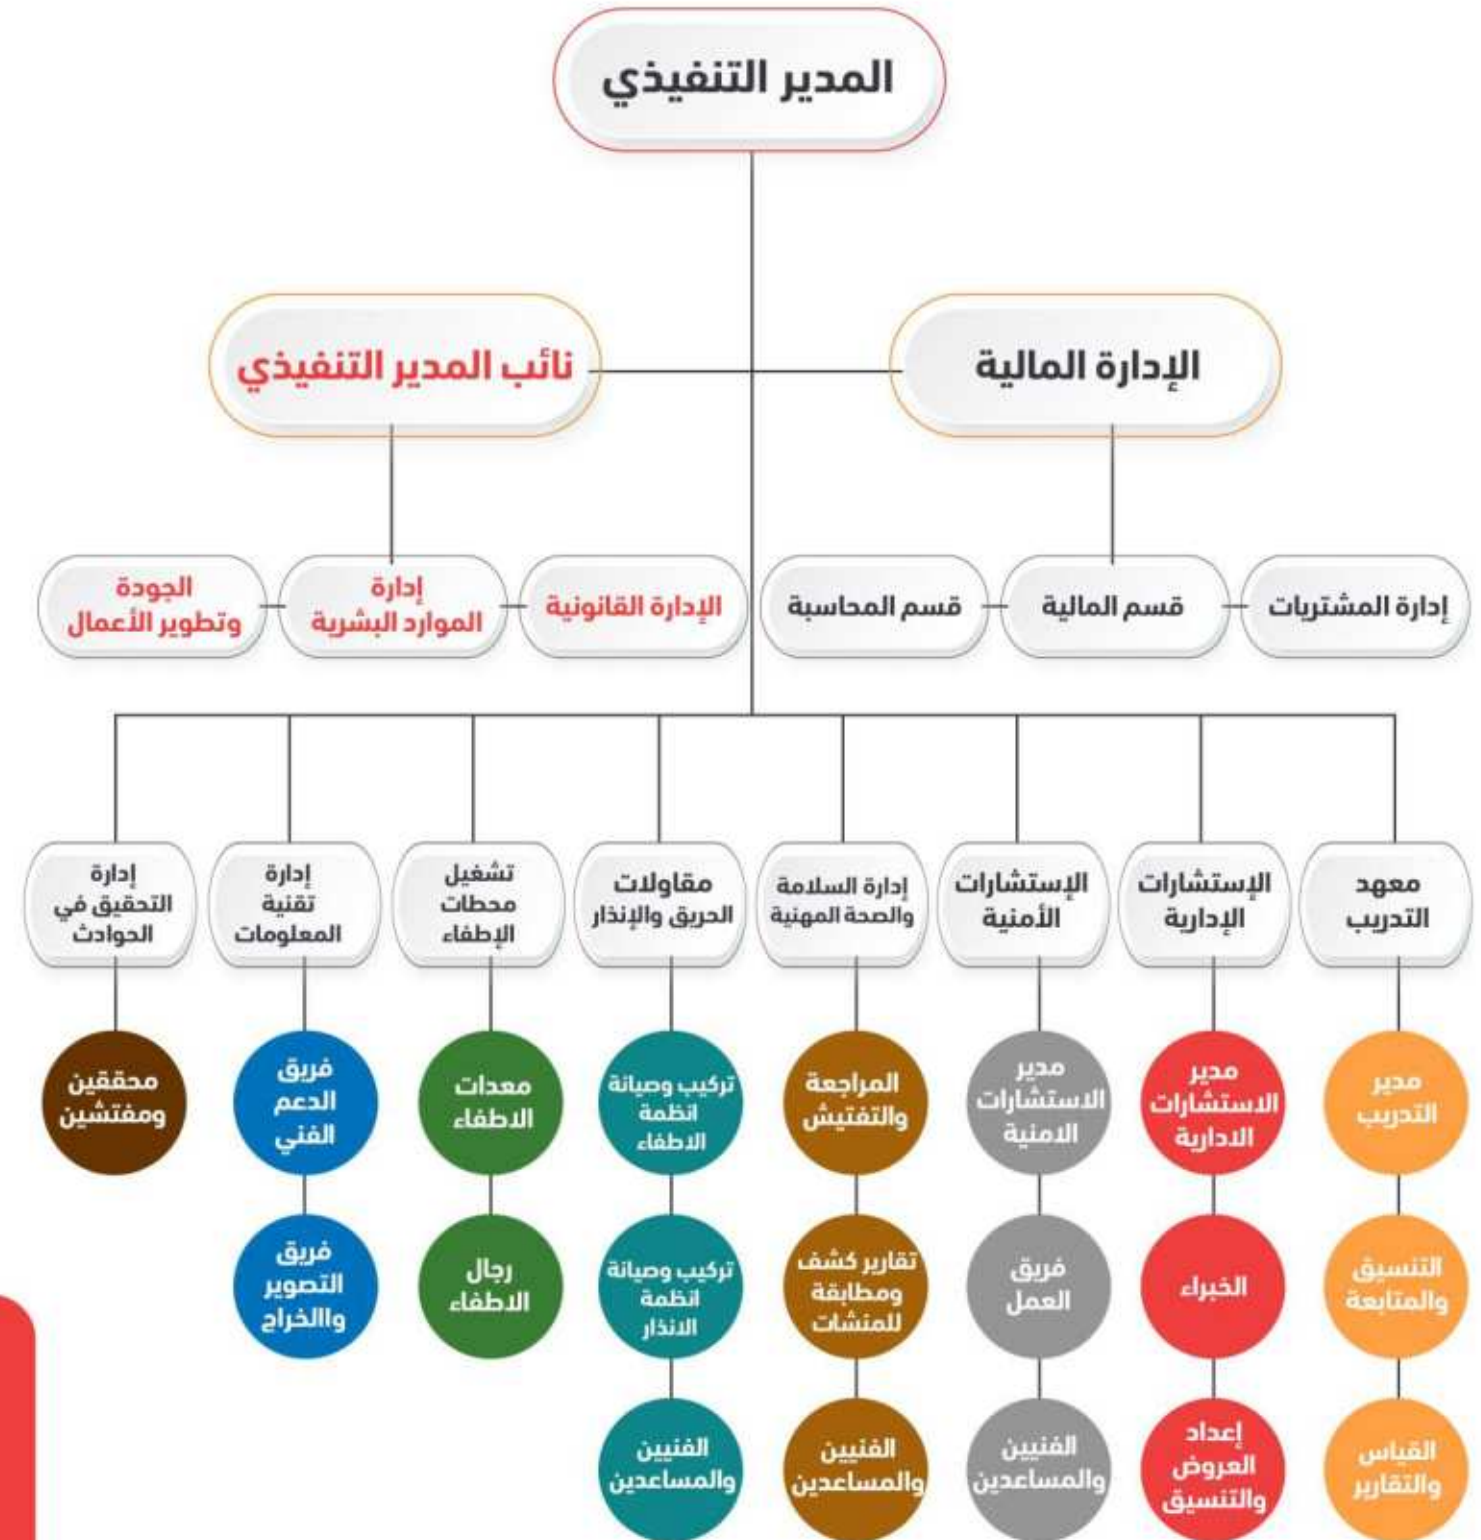 المدير التنفيذي
الإدارة المالية
نائب المدير التنفيذي
إدارة المشتريات
قسم المالية
قسم المحاسبة
الإدارة القانونية
إدارة
الموارد البشرية
الجودة
وتطوير الأعمال
معهد
التدريب
الإستشارات
الإدارية
الإستشارات
الأمنية
إدارة السلامة
والصحة المهنية
مقاولات
الحريق والإنذار
تشغيل
محطات
الإطفاء
إدارة
تقنية
المعلومات
إدارة
التحقيق في
الحوادث
مدير
التدريب
مدير
الاستشارات
الادارية
مدير
الاستشارات
الامنية
المراجعة
والتفتيش
تركيب وصيانة
انظمة
الاطفاء
معدات
الاطفاء
فريق
الدعم
الفني
محققين
ومفتشين
التنسيق
والمتابعة
الخبراء
فريق
العمل
تقارير كشف
ومطابقة
للمنشات
تركيب وصيانة
انظمة
الانذار
رجال
الاطفاء
فريق
التصوير
واالخراج
القياس
والتقارير
إعداد
العروض
والتنسيق
الفنيين
والمساعدين
الفنيين
والمساعدين
الفنيين
والمساعدين